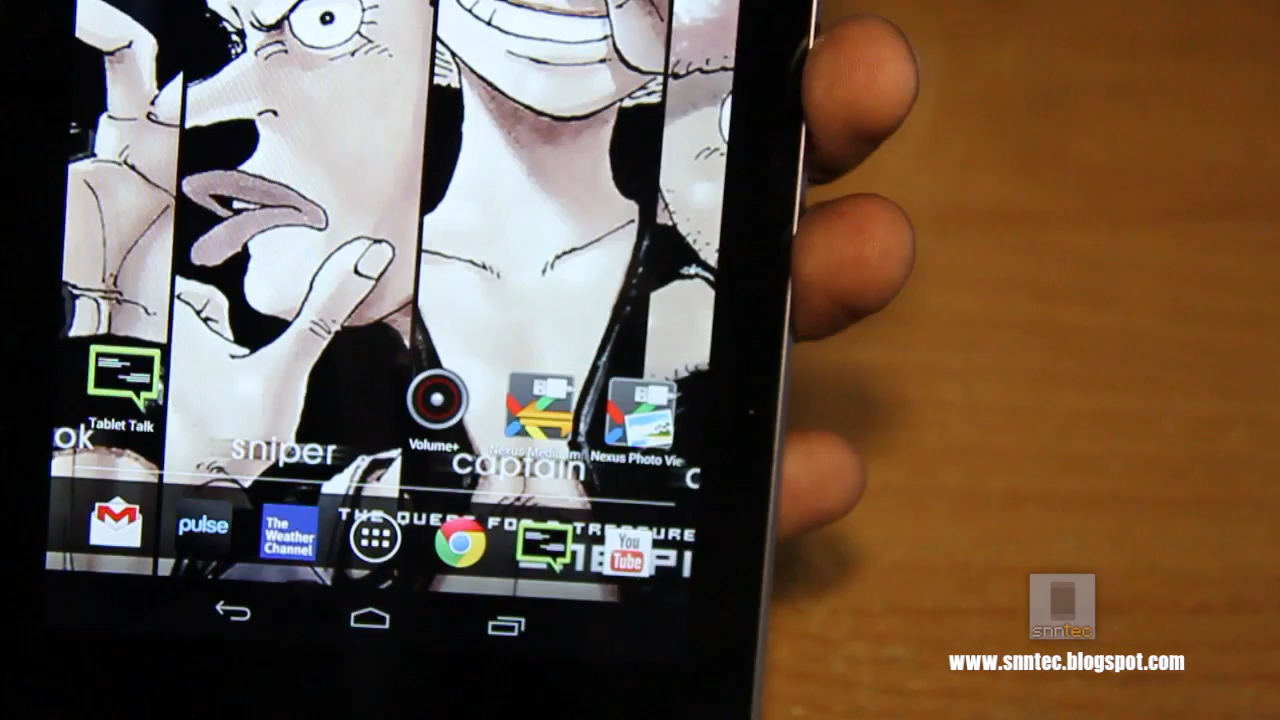 Tablet Talk
ok
sniper
Volume+
captain
Nexus Photo Vie
THE QUEST FOR A TREASURE
pulse
The
Weather
Channel
You
Tube
snntec
www.snntec.blogspot.com